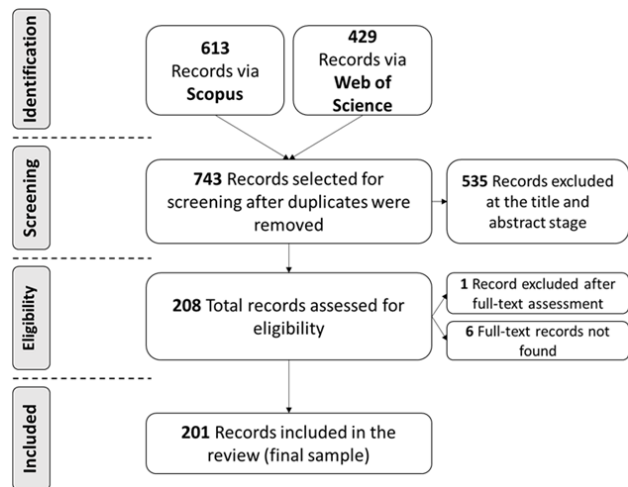 Identification
613
Records via
Scopus
429
Records via
Web of
Science
Screening
743 Records selected for
screening after duplicates were
removed
535 Records excluded
at the title and
abstract stage
Eligibility
208 Total records assessed for
eligibility
1 Record excluded after
full-text assessment
6 Full-text records not
found
Included
201 Records included in the
review (final sample)